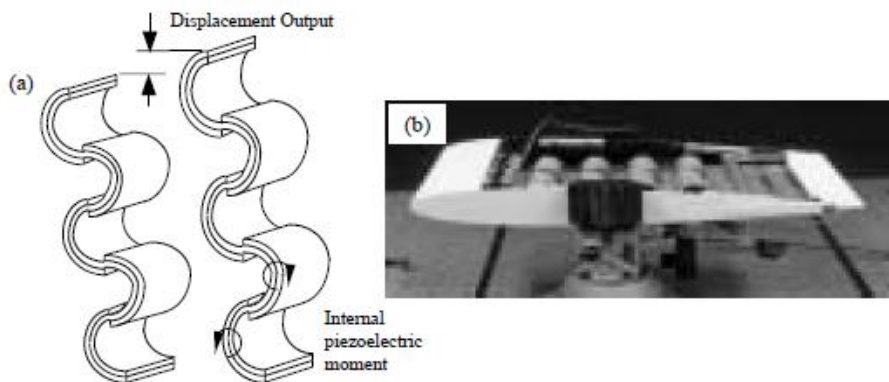 Displacement Output
(a)
(b)
Internal
piezoelectric
moment